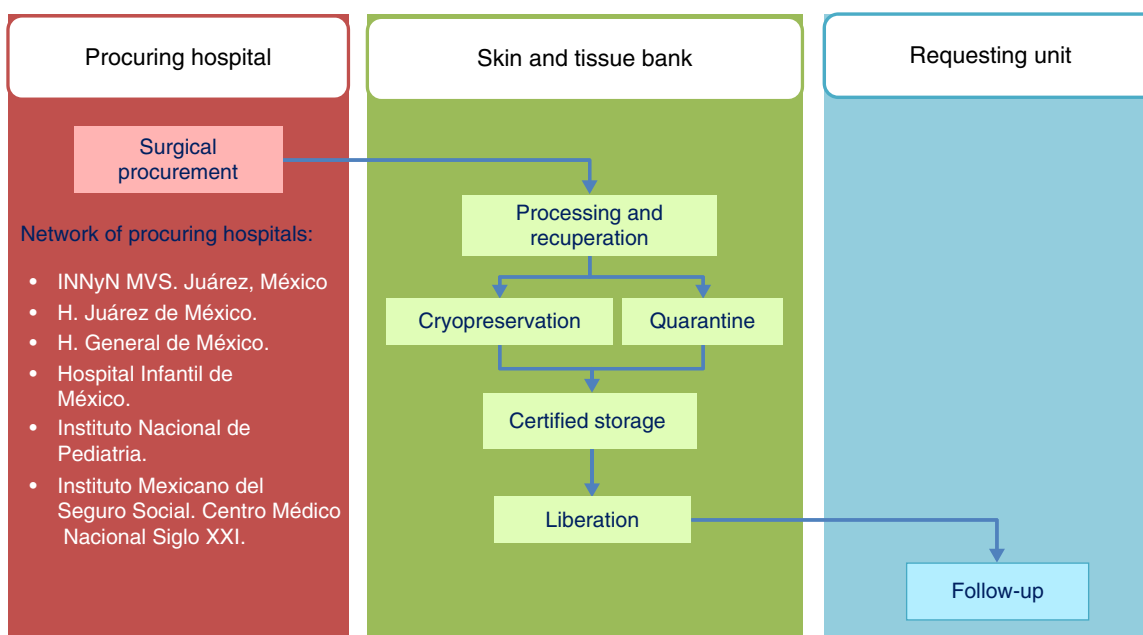 Procuring hospital
Surgical
procurement
Network of procuring hospitals:
• INNyN MVS. Juárez, México
• H. Juárez de México.
• H. General de México.
• Hospital Infantil de
México.
• Instituto Nacional de
Pediatria.
• Instituto Mexicano del
Seguro Social. Centro Médico
Nacional Siglo XXI.
Skin and tissue bank
Processing and
recuperation
Cryopreservation
Quarantine
Certified storage
Liberation
Requesting unit
Follow-up